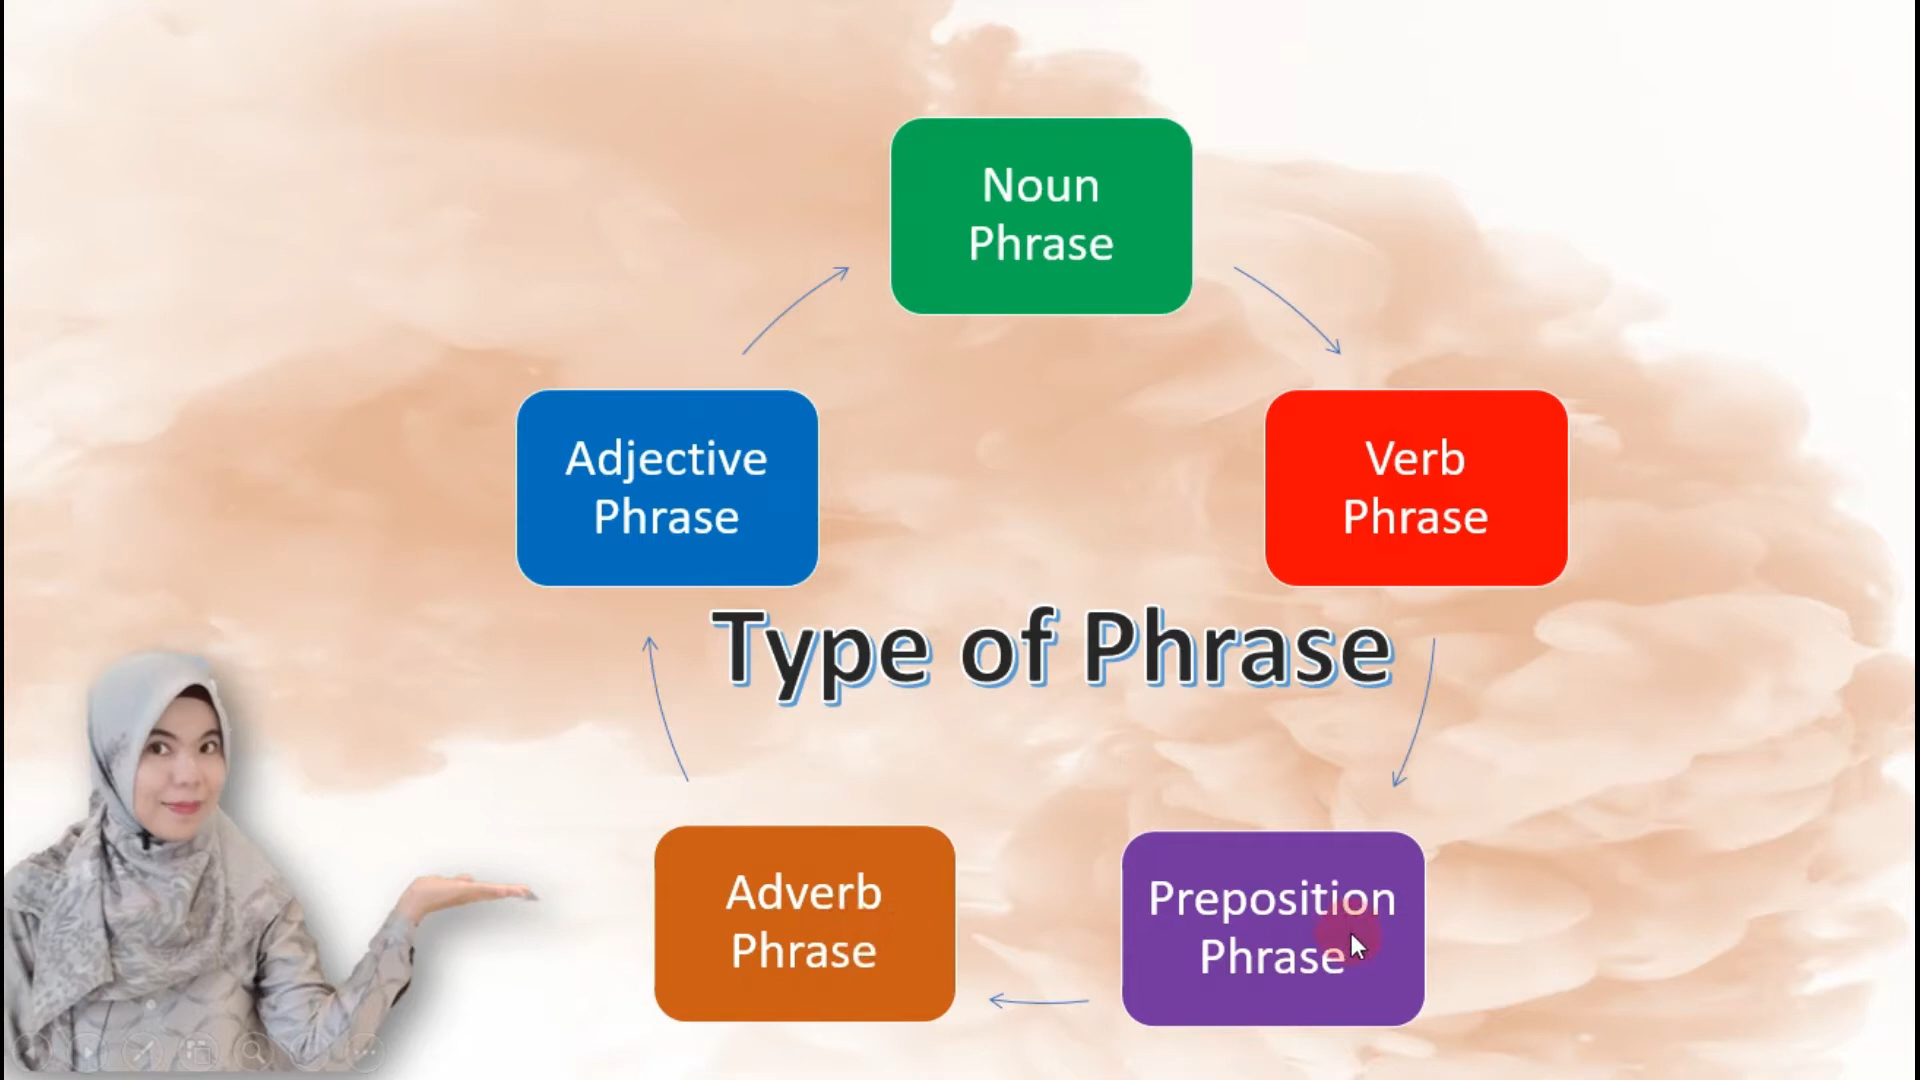 Noun
Phrase
Adjective
Phrase
Verb
Phrase
Type of Phrase
Adverb
Phrase
Preposition
Phrase